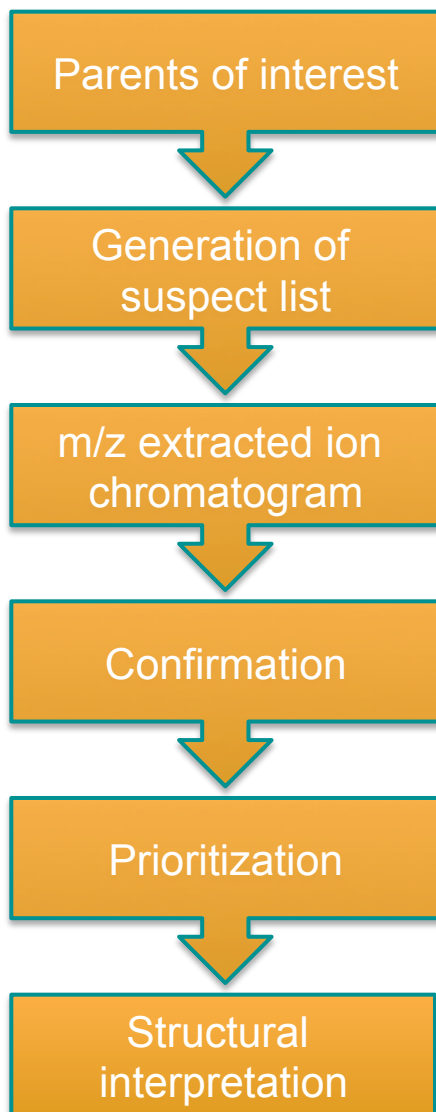 Parents of interest
Generation of
suspect list
m/z extracted ion
chromatogram
Confirmation
Prioritization
Structural
interpretation